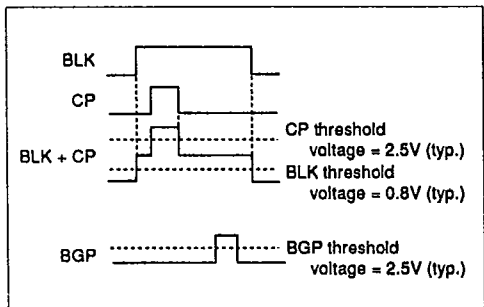 BLK
CP
CP threshold
voltage = 2.5V (typ.)
BLK + CP
BLK threshold
voltage = 0.8V (typ.)
BGP
BGP threshold
voltage = 2.5V (typ.)